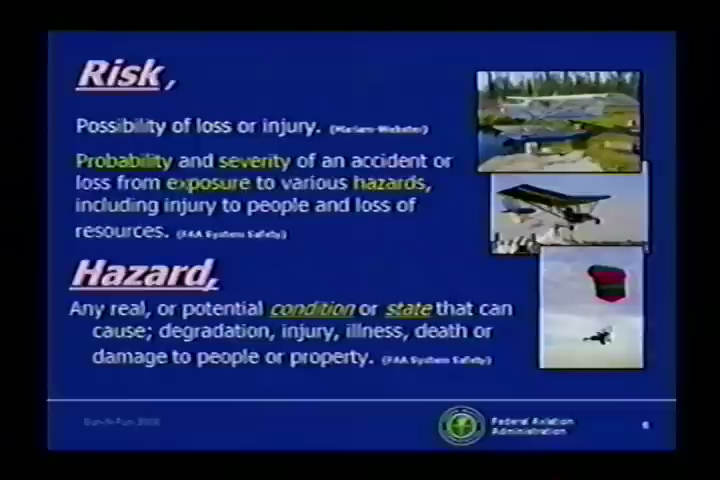 Risk,
Possibility of loss or injury. (Mariam-Webster)
Probability and severity of an accident or
loss from exposure to various hazards,
including injury to people and loss of
resources. (FAA System Safety)
Hazard,
Any real, or potential condition or state that can
cause; degradation, injury, illness, death or
damage to people or property. (FAA System Safety)
Federal Aviation
Administration
6